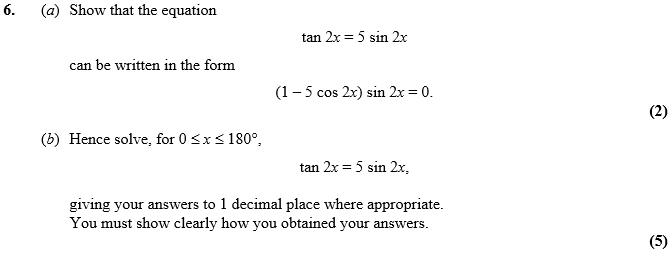 6. (a) Show that the equation
tan 2x = 5 sin 2x
can be written in the form
(1 – 5 cos 2x) sin 2x = 0.
(2)
(b) Hence solve, for 0 ≤ x ≤ 180°,
tan 2x = 5 sin 2x,
giving your answers to 1 decimal place where appropriate.
You must show clearly how you obtained your answers.
(5)